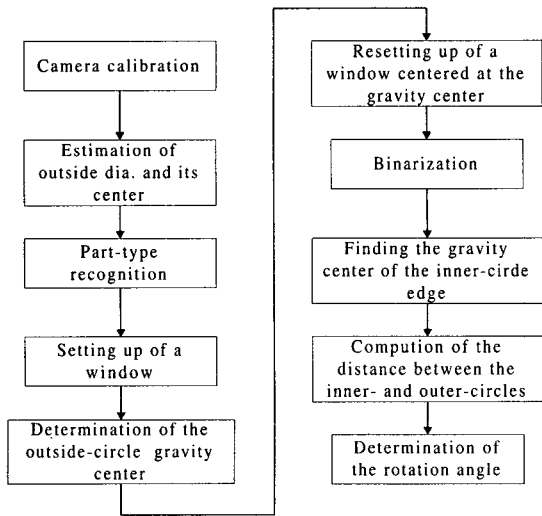 Camera calibration
Estimation of
outside dia. and its
center
Part-type
recognition
Setting up of a
window
Determination of the
outside-circle gravity
center
Resetting up of a
window centered at the
gravity center
Binarization
Finding the gravity
center of the inner-cirde
edge
Compution of the
distance between the
inner- and outer-circles
Determination of
the rotation angle